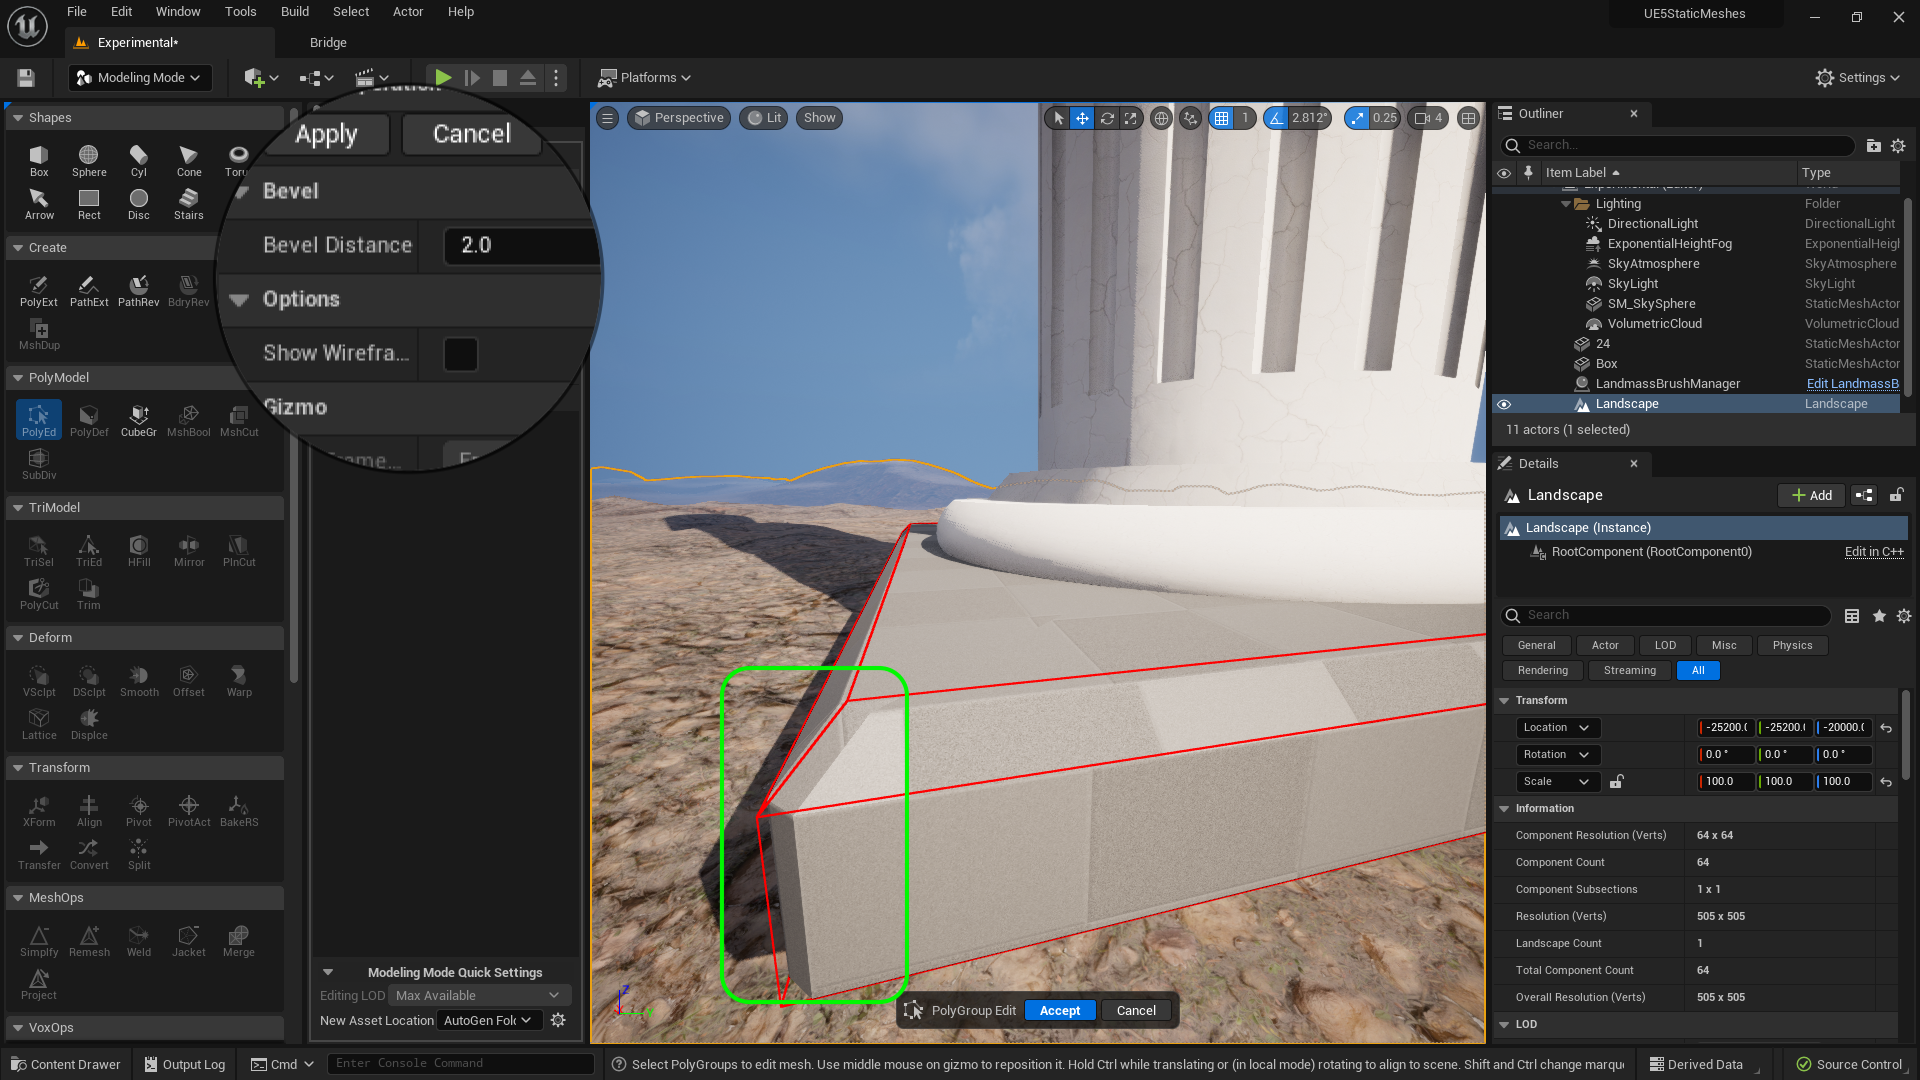 File Edit Window Tools Build Select Actor Help
UE5StaticMeshes
Experimental*
Bridge
Modeling Mode
Platforms
Settings
Shapes
Box Sphere Cyl Cone
Arrow Rect Disc Stairs
Create
PolyExt PathExt PathRev BdryRev
MshDup
PolyModel
PolyEd PolyDef CubeGr MshBool MshCut
SubDiv
TriModel
TriSel TriEd HFill Mirror PlnCut
PolyCut Trim
Deform
VSclpt DSclpt Smooth Offset Warp
Lattice Displce
Transform
XForm Align Pivot PivotAct BakeRS
Transfer Convert Split
MeshOps
Simplfy Remesh Weld Jacket Merge
Project
VoxOps
Apply Cancel
Bevel
Bevel Distance 2.0
Options
Show Wirefra...
Gizmo
Modeling Mode Quick Settings
Editing LOD Max Available
New Asset Location AutoGen Fol
Perspective Lit Show
1 2.812° 0.25 4
PolyGroup Edit Accept Cancel
Outliner
Search...
Item Label Type
Lighting Folder
DirectionalLight DirectionalLight
ExponentialHeightFog ExponentialHeigl
SkyAtmosphere SkyAtmosphere
SkyLight SkyLight
SM_SkySphere StaticMeshActor
VolumetricCloud VolumetricCloud
24 StaticMeshActor
Box StaticMeshActor
LandmassBrushManager Edit LandmassB
Landscape Landscape
11 actors (1 selected)
Details
Landscape
Add
Landscape (Instance)
RootComponent (RootComponent0) Edit in C++
Search
General Actor LOD Misc Physics
Rendering Streaming All
Transform
Location -25200.( -25200.( -20000.(
Rotation 0.0 ° 0.0 ° 0.0 °
Scale 100.0 100.0 100.0
Information
Component Resolution (Verts) 64 x 64
Component Count 64
Component Subsections 1 x 1
Resolution (Verts) 505 x 505
Landscape Count 1
Total Component Count 64
Overall Resolution (Verts) 505 x 505
LOD
Content Drawer Output Log Cmd Enter Console Command
Select PolyGroups to edit mesh. Use middle mouse on gizmo to reposition it. Hold Ctrl while translating or (in local mode) rotating to align to scene. Shift and Ctrl change marqu
Derived Data Source Control